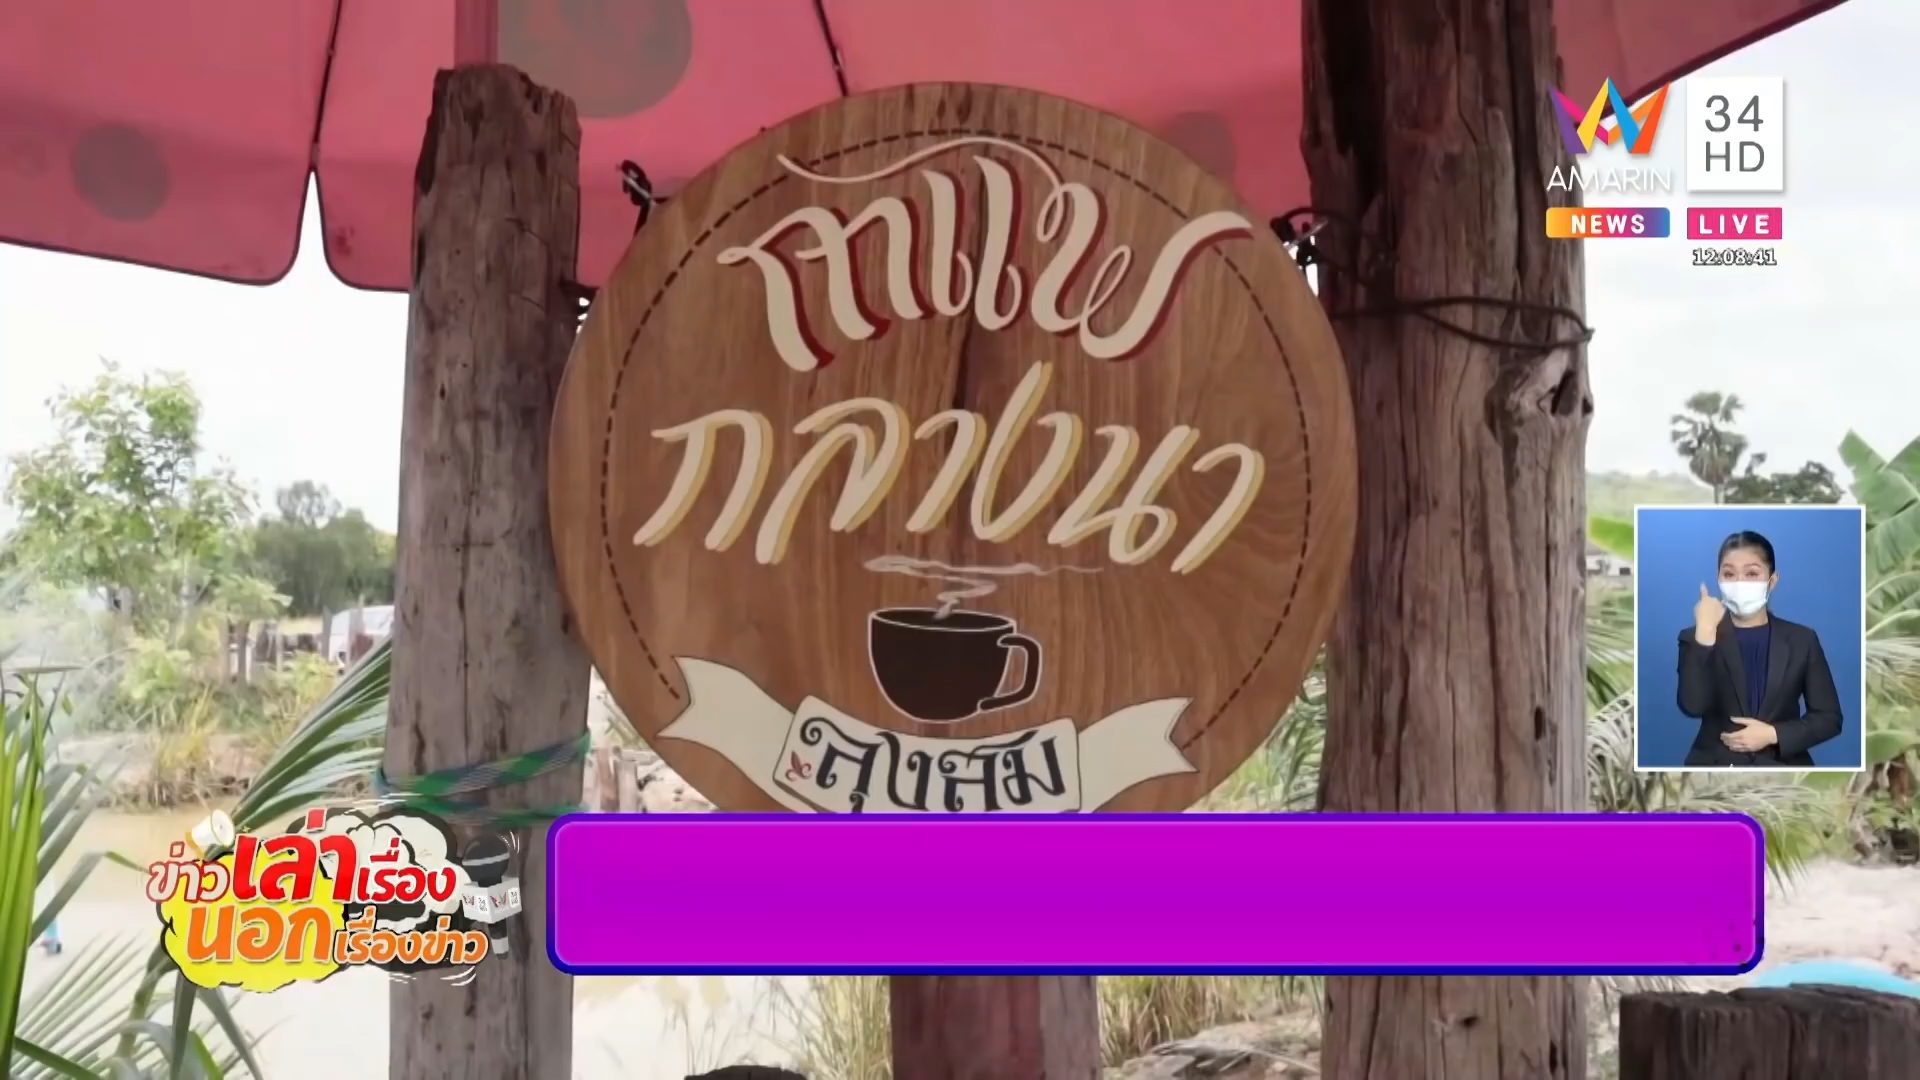 กาแฟ
กลางนา
ลุงสม
AMARIN
34
HD
NEWS
LIVE
12:08:41
ข่าวเล่าเรื่อง
นอกเรื่องข่าว